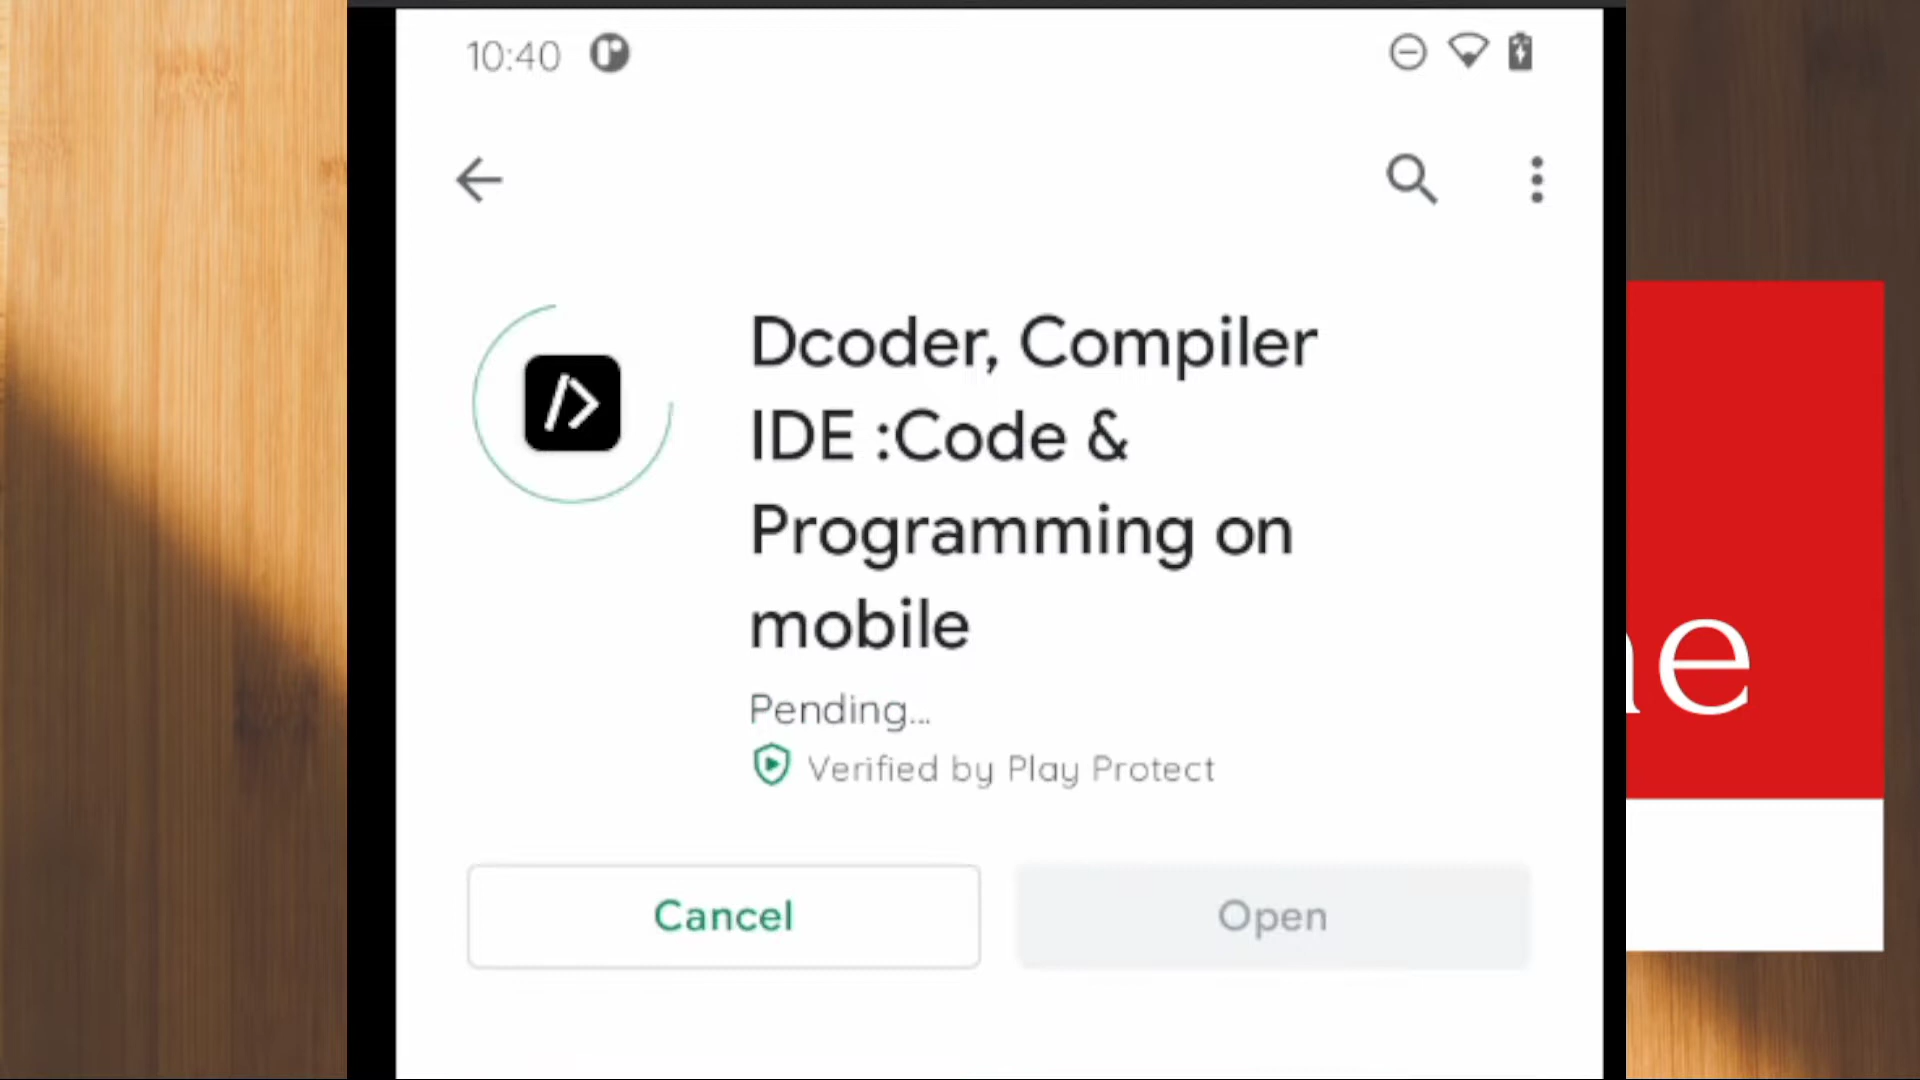 10:40
Dcoder, Compiler
IDE :Code &
Programming on
mobile
Pending...
Verified by Play Protect
Cancel
Open